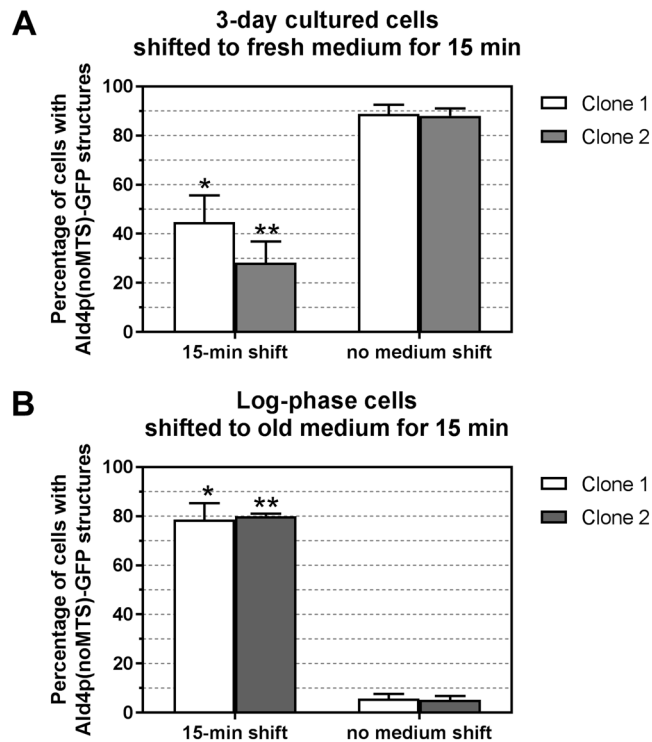 A
3-day cultured cells
shifted to fresh medium for 15 min
Percentage of cells with
Ald4p(noMTS)-GFP structures
100
80
60
40
20
0
*
**
15-min shift
no medium shift
Clone 1
Clone 2
B
Log-phase cells
shifted to old medium for 15 min
Percentage of cells with
Ald4p(noMTS)-GFP structures
100
80
60
40
20
0
*
**
15-min shift
no medium shift
Clone 1
Clone 2